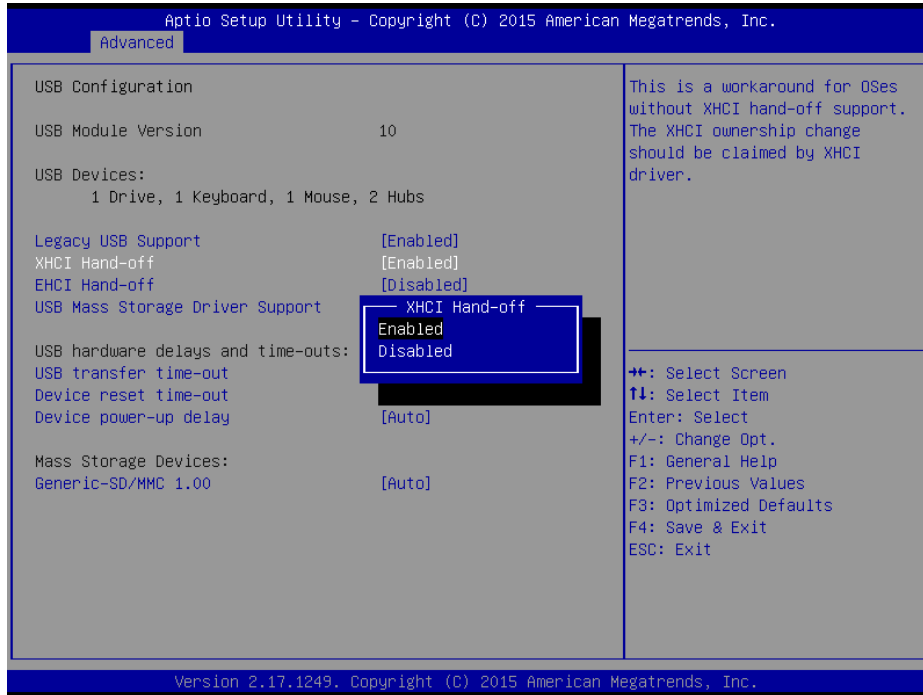 Aptio Setup Utility – Copyright (C) 2015 American Megatrends, Inc.
Advanced
USB Configuration
USB Module Version 10
USB Devices:
1 Drive, 1 Keyboard, 1 Mouse, 2 Hubs
Legacy USB Support [Enabled]
XHCI Hand-off [Enabled]
EHCI Hand-off [Disabled]
USB Mass Storage Driver Support
XHCI Hand-off
Enabled
Disabled
USB hardware delays and time-outs:
USB transfer time-out
Device reset time-out
Device power-up delay [Auto]
Mass Storage Devices:
Generic-SD/MMC 1.00 [Auto]
This is a workaround for OSes
without XHCI hand-off support.
The XHCI ownership change
should be claimed by XHCI
driver.
→←: Select Screen
↑↓: Select Item
Enter: Select
+/-: Change Opt.
F1: General Help
F2: Previous Values
F3: Optimized Defaults
F4: Save & Exit
ESC: Exit
Version 2.17.1249. Copyright (C) 2015 American Megatrends, Inc.